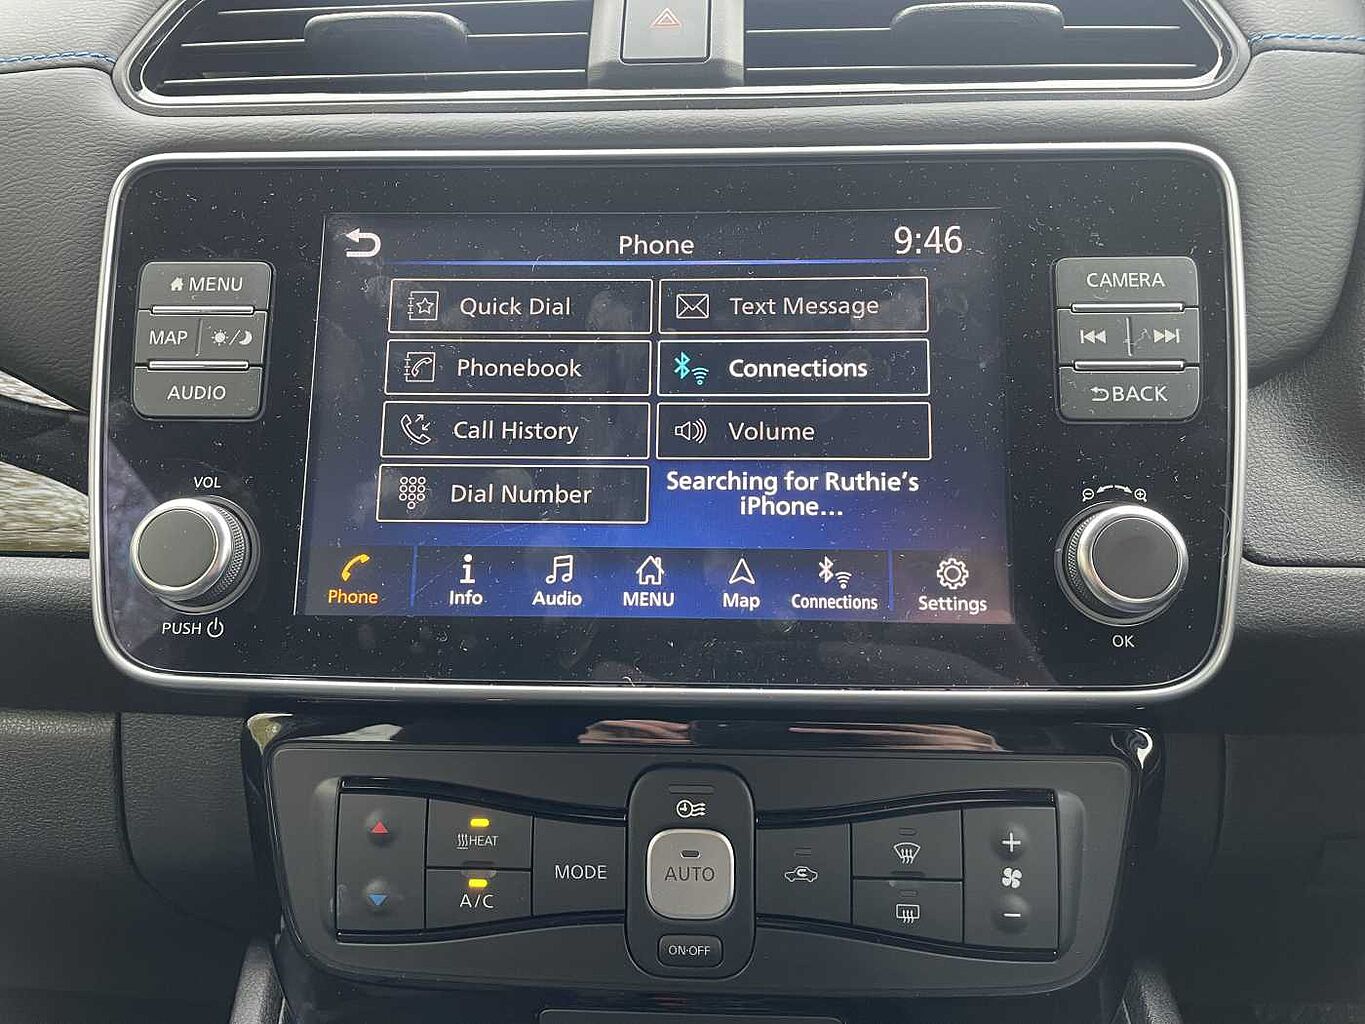 Phone
9:46
MENU
MAP
AUDIO
VOL
PUSH
Quick Dial
Text Message
Phonebook
Connections
Call History
Volume
Dial Number
Searching for Ruthie's
iPhone...
Phone
Info
Audio
MENU
Map
Connections
Settings
CAMERA
BACK
OK
HEAT
A/C
MODE
AUTO
ON·OFF